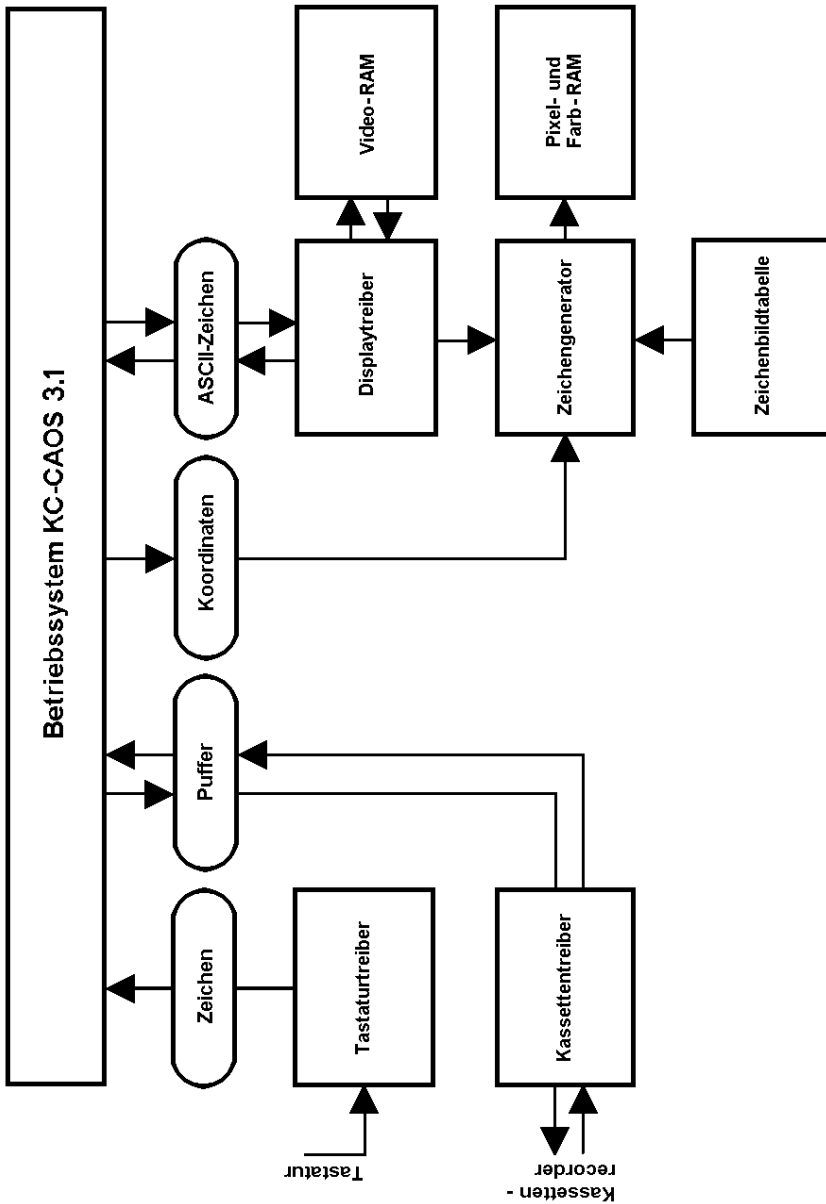 Betriebssystem KC-CAOS 3.1
Zeichen
Puffer
Koordinaten
ASCII-Zeichen
Tastatur
Tastaturtreiber
Displaytreiber
Video-RAM
Kassetten-
recorder
Kassettentreiber
Zeichengenerator
Pixel- und
Farb-RAM
Zeichenbildtabelle